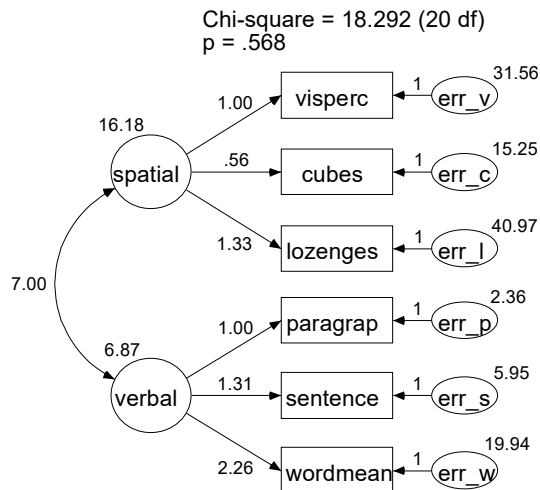 Chi-square = 18.292 (20 df)
p = .568
31.56
1.00
visperc
1
err_v
16.18
15.25
spatial
.56
cubes
1
err_c
40.97
1.33
lozenges
1
err_l
7.00
2.36
1.00
paragrap
1
err_p
6.87
5.95
verbal
1.31
sentence
1
err_s
19.94
2.26
wordmean
1
err_w